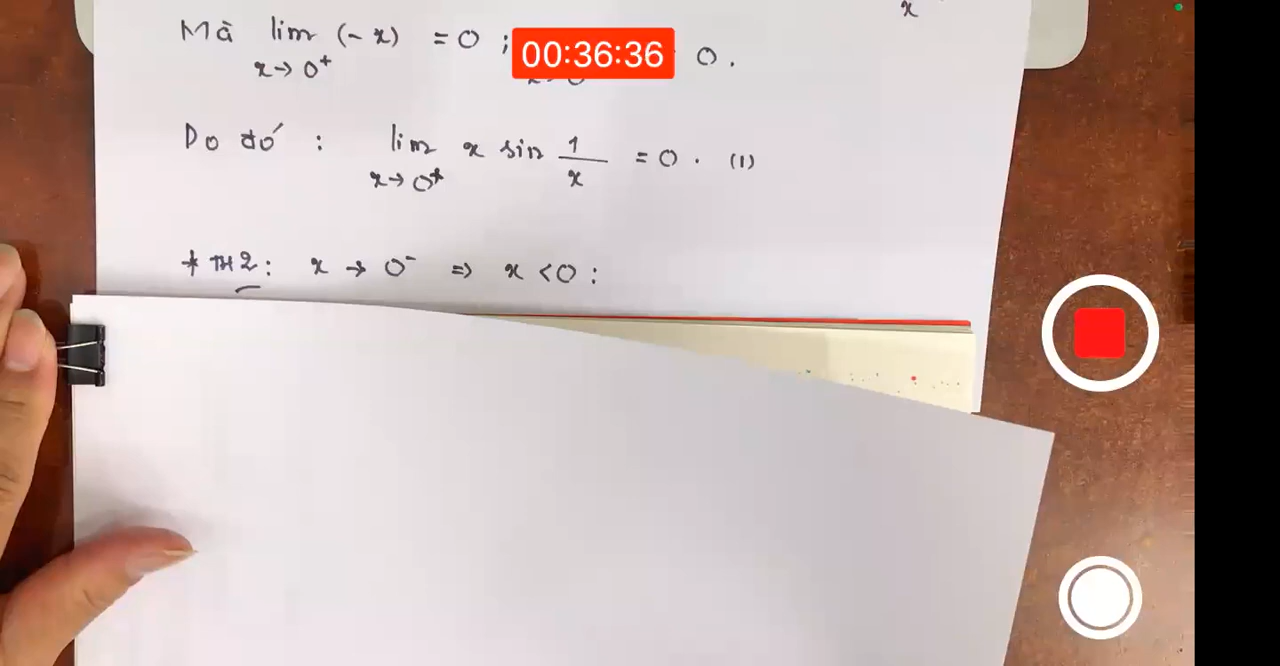 x
Mà lim (-x) = 0 ; 0.
x → 0⁺
00:36:36
Do đó : lim x sin 1/x = 0. (1)
x → 0⁺
* TH2: x → 0⁻ ⇒ x < 0 :